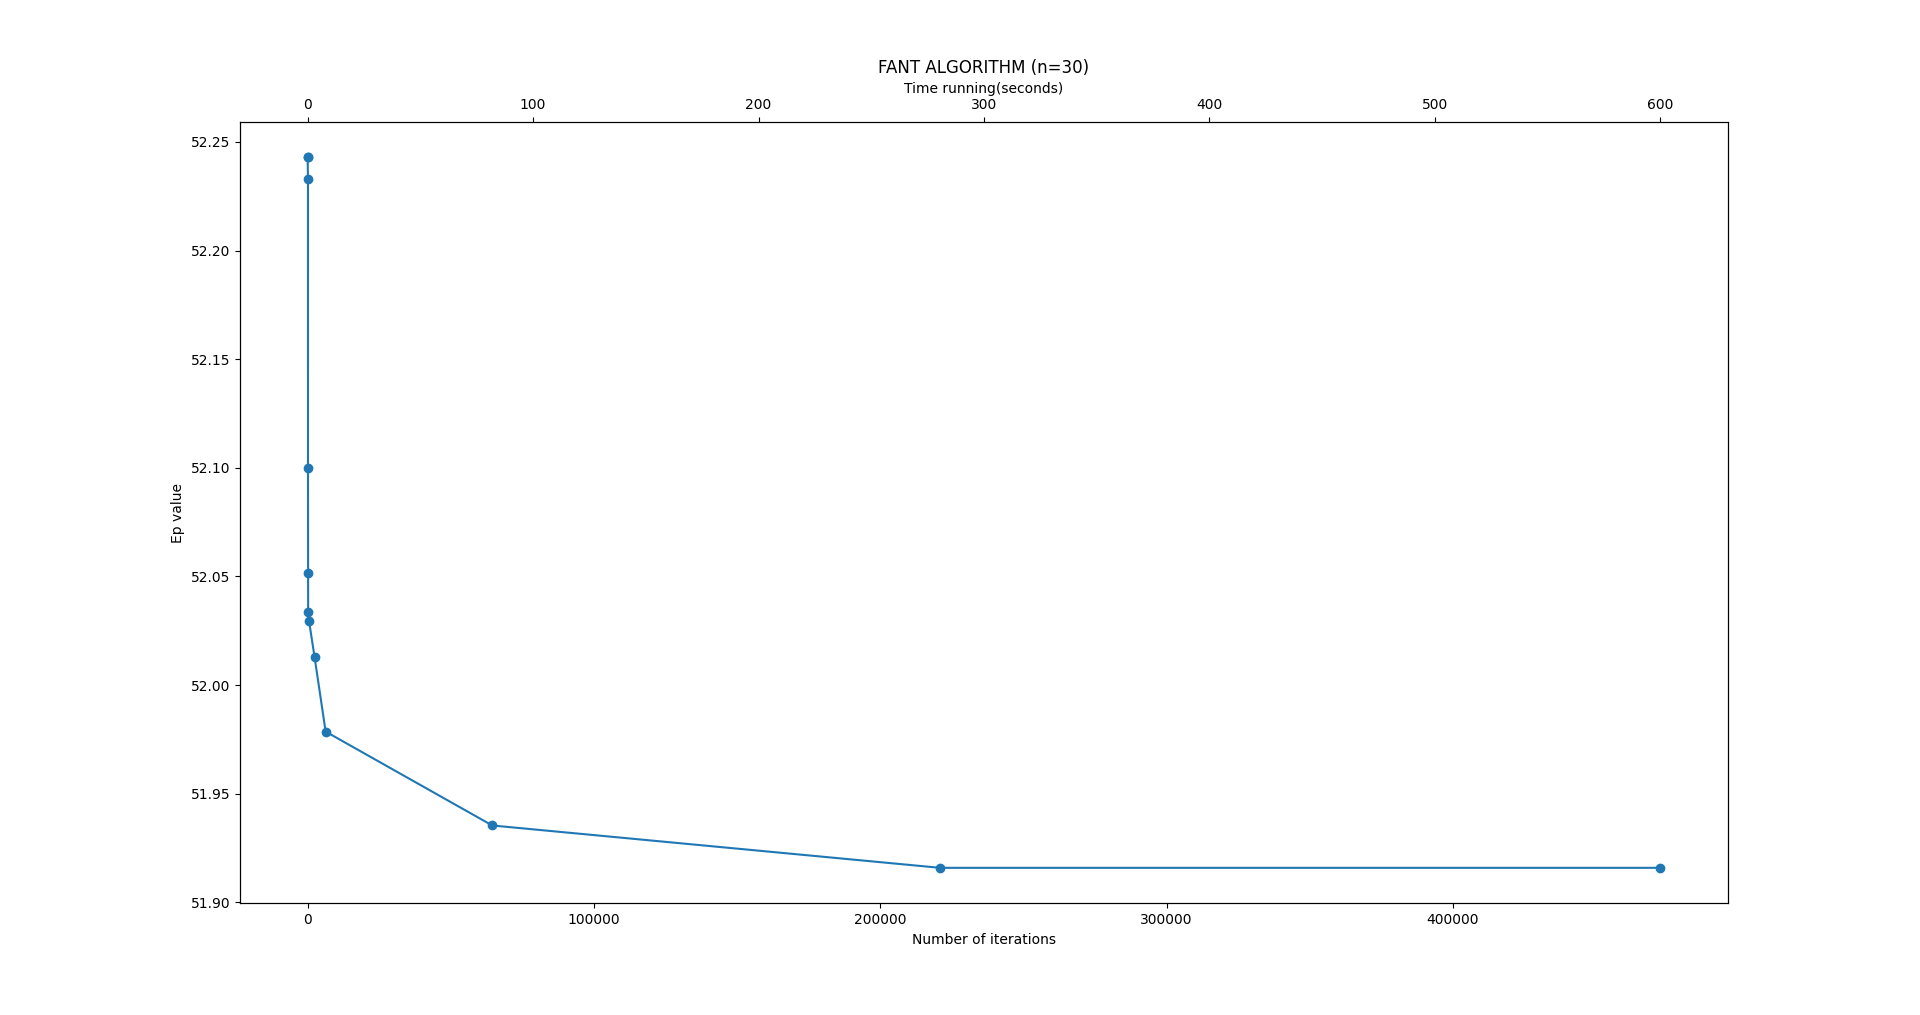 FANT ALGORITHM (n=30)
Time running(seconds)
0 100 200 300 400 500 600
52.25
52.20
52.15
52.10
52.05
52.00
51.95
51.90
Ep value
0 100000 200000 300000 400000
Number of iterations